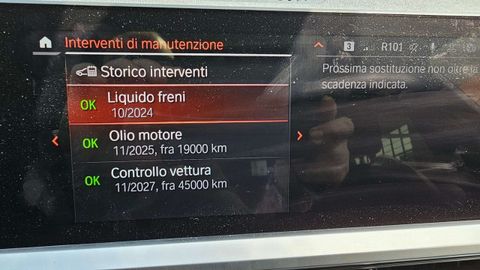 Interventi di manutenzione
3 R101
Storico interventi
Prossima sostituzione non oltre la
scadenza indicata.
OK Liquido freni
10/2024
OK Olio motore
11/2025, fra 19000 km
OK Controllo vettura
11/2027, fra 45000 km